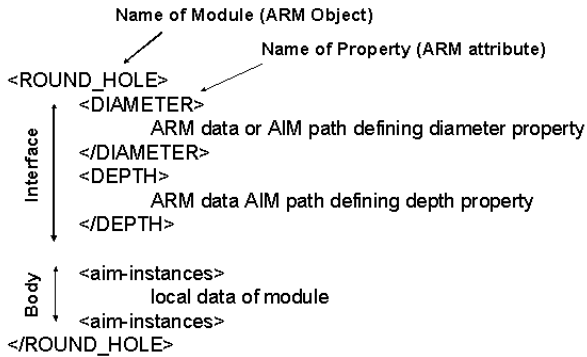 Name of Module (ARM Object)
Name of Property (ARM attribute)
<ROUND_HOLE>
<DIAMETER>
ARM data or AIM path defining diameter property
</DIAMETER>
<DEPTH>
ARM data AIM path defining depth property
</DEPTH>
Interface
<aim-instances>
local data of module
<aim-instances>
Body
</ROUND_HOLE>